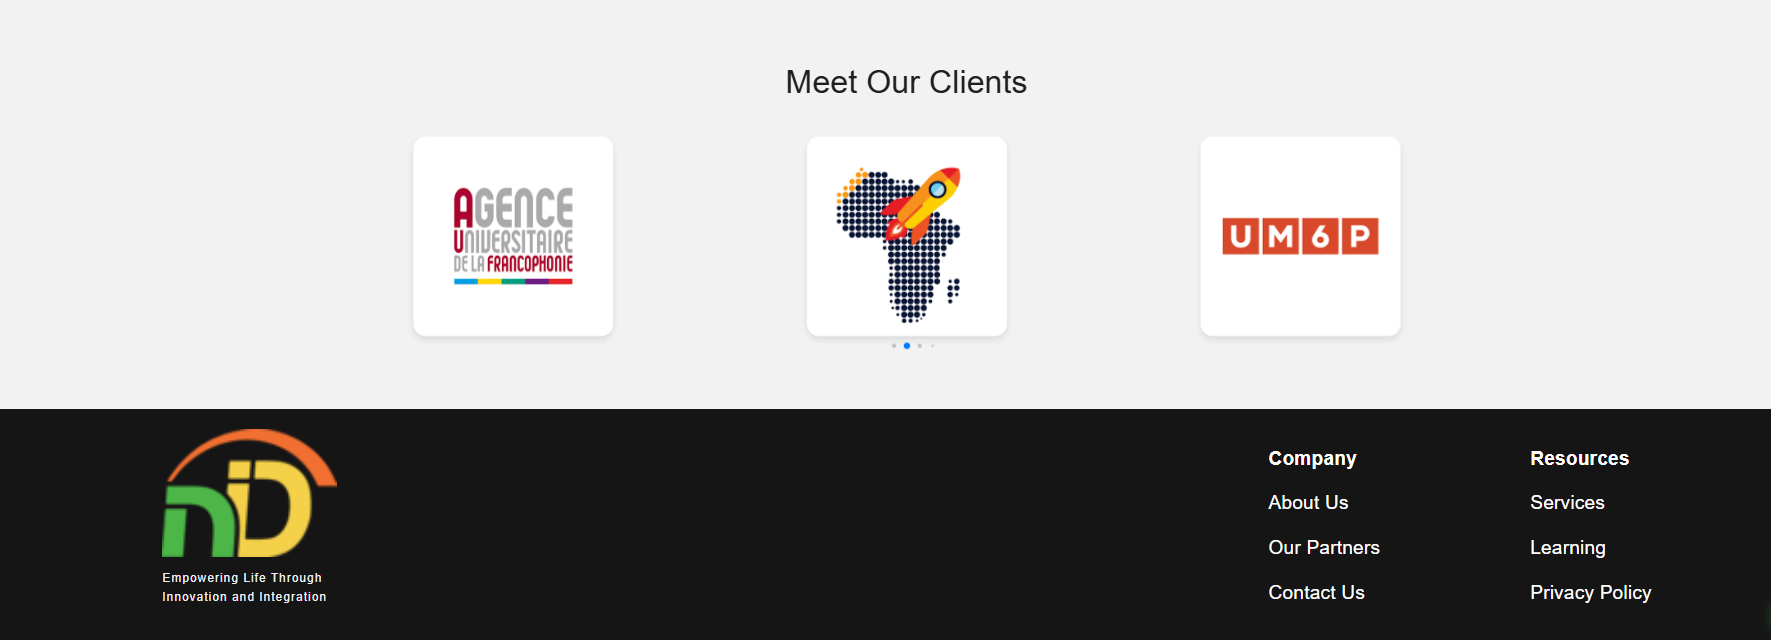 Meet Our Clients
AGENCE
UNIVERSITAIRE
DE LA FRANCOPHONIE
UM6P
niD
Empowering Life Through
Innovation and Integration
Company
About Us
Our Partners
Contact Us
Resources
Services
Learning
Privacy Policy